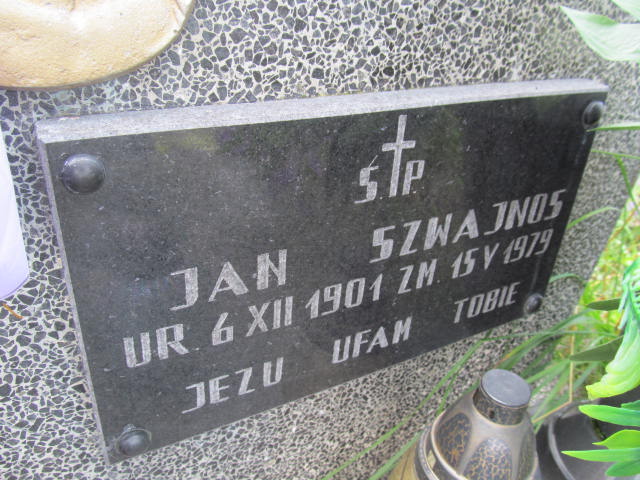 S.P.
JAN SZWAJNOS
UR. 6 XII 1901 ZM. 15 V 1979
JEZU UFAM TOBIE